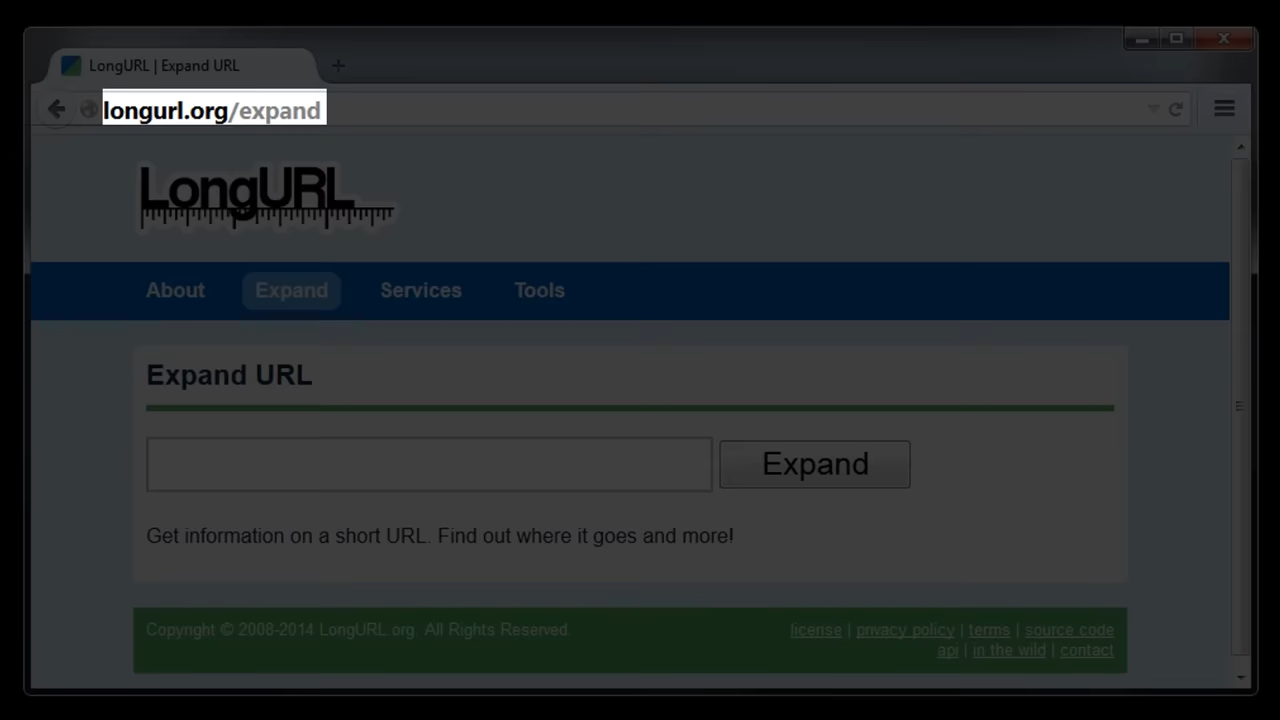 LongURL | Expand URL
longurl.org/expand
LongURL
About Expand Services Tools
Expand URL
Expand
Get information on a short URL. Find out where it goes and more!
Copyright © 2008-2014 LongURL.org. All Rights Reserved.
license | privacy policy | terms | source code
api | in the wild | contact